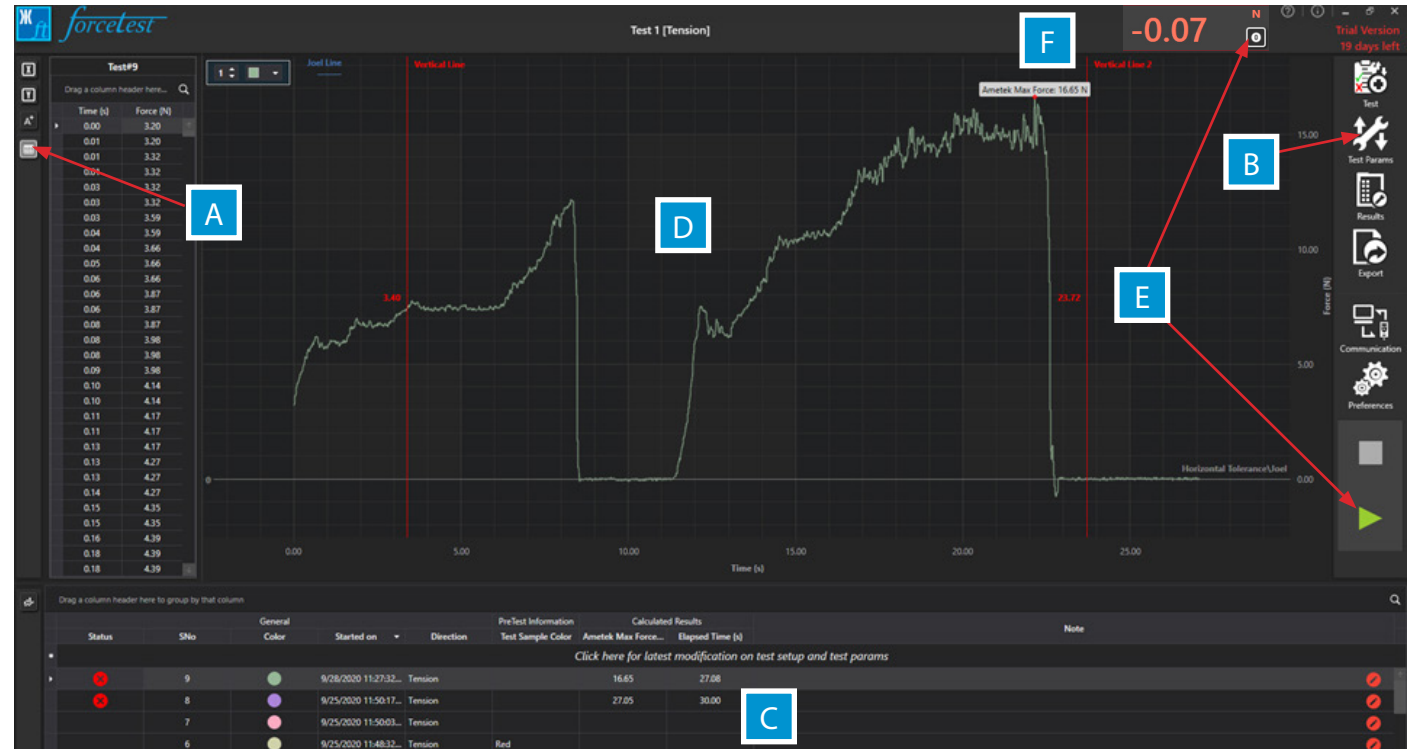 Ж ft forcetest
Test 1 [Tension]
F
-0.07
N
0
Trial Version
19 days left
Test#9
Drag a column header here...
Time (s) Force (N)
0.00 3.20
0.01 3.20
0.01 3.32
0.01 3.32
0.03 3.32
0.03 3.32
0.03 3.59
0.04 3.59
0.04 3.66
0.05 3.66
0.06 3.66
0.06 3.87
0.06 3.87
0.08 3.87
0.08 3.98
0.08 3.98
0.09 3.98
0.10 4.14
0.10 4.14
0.11 4.17
0.11 4.17
0.13 4.17
0.13 4.27
0.13 4.27
0.14 4.27
0.15 4.35
0.15 4.35
0.16 4.39
0.18 4.39
0.18 4.39
A
1
Joel Line
Vertical Line
Vertical Line 2
Ametek Max Force: 16.65 N
D
3.40
23.72
15.00
10.00
5.00
0.00
Force (N)
0
Horizontal Tolerance\Joel
0.00 5.00 10.00 15.00 20.00 25.00
Time (s)
B
E
Test
Test Params
Results
Export
Communication
Preferences
Drag a column header here to group by that column
General PreTest Information Calculated Results Note
Status SNo Color Started on Direction Test Sample Color Ametek Max Force... Elapsed Time (s)
Click here for latest modification on test setup and test params
9 9/28/2020 11:27:32... Tension 16.65 27.08
8 9/25/2020 11:50:17... Tension 27.05 30.00
7 9/25/2020 11:50:03... Tension
6 9/25/2020 11:48:32... Tension Red
C